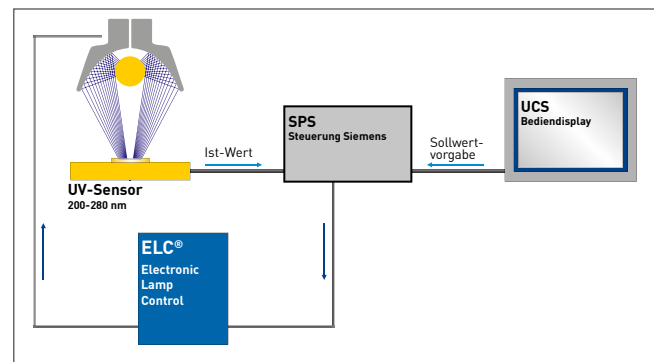 UV-Sensor
200-280 nm
Ist-Wert
SPS
Steuerung Siemens
Sollwert-
vorgabe
UCS
Bediendisplay
ELC®
Electronic
Lamp
Control